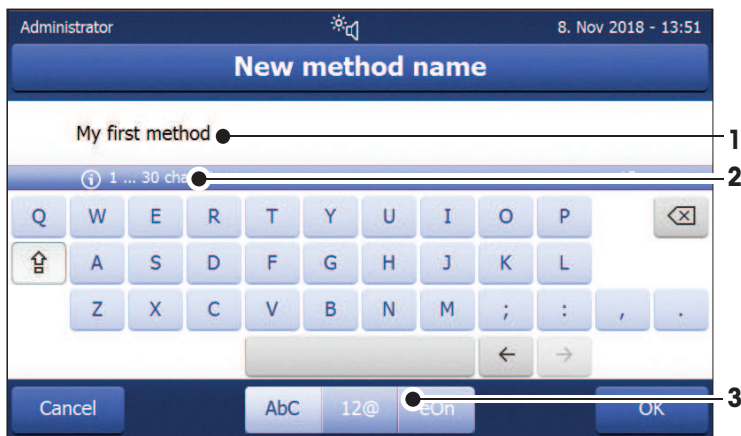 Administrator 8. Nov 2018 - 13:51
New method name
My first method
1
1 ... 30
2
Q W E R T Y U I O P
A S D F G H J K L
Z X C V B N M ; : , .
Cancel AbC 12@ OK
3